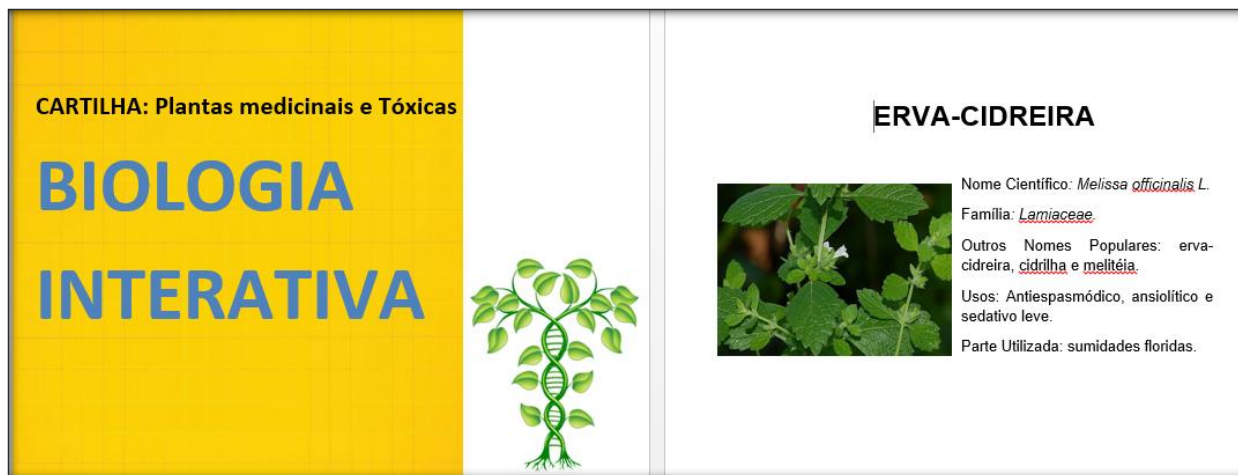 CARTILHA: Plantas medicinais e Tóxicas
BIOLOGIA
INTERATIVA
ERVA-CIDREIRA
Nome Científico: Melissa officinalis L.
Família: Lamiaceae.
Outros Nomes Populares: erva-
cidreira, cidrilha e melitéia.
Usos: Antiespasmódico, ansiolítico e
sedativo leve.
Parte Utilizada: sumidades floridas.